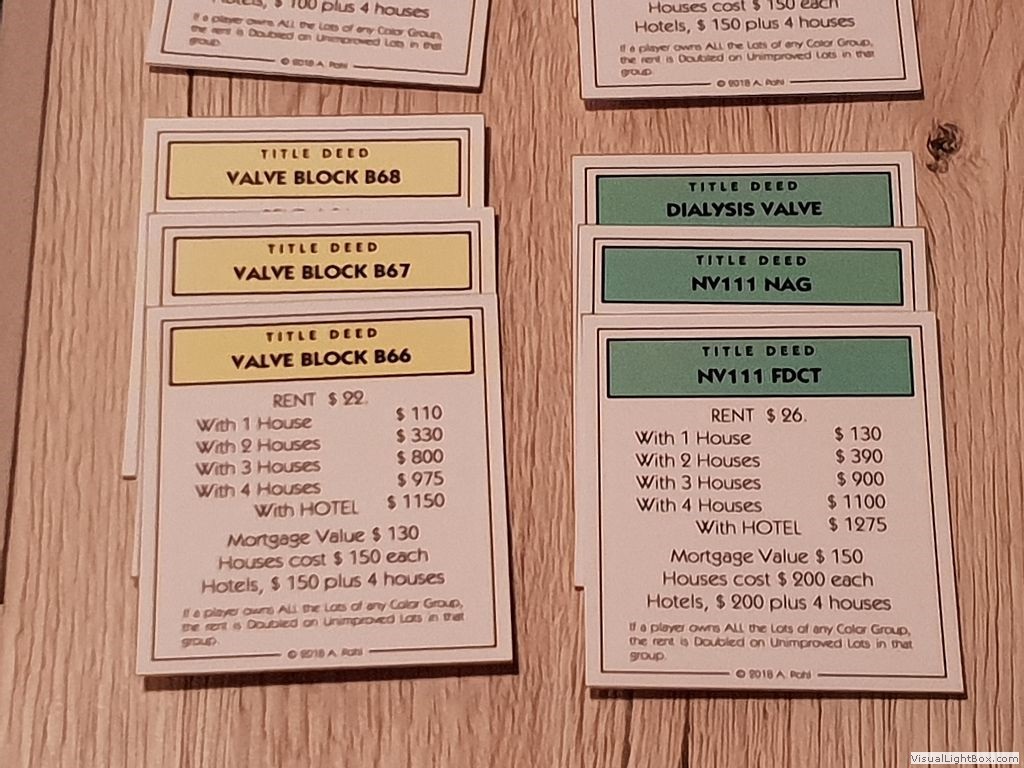 Hotels, $ 100 plus 4 houses
If a player owns ALL the Lots of any Color Group,
the rent is Doubled on Unimproved Lots in that
group.
© 2018 A. Pohl
Houses cost $ 150 each
Hotels, $ 150 plus 4 houses
If a player owns ALL the Lots of any Color Group,
the rent is Doubled on Unimproved Lots in that
group.
© 2018 A. Pohl
TITLE DEED
VALVE BLOCK B68
TITLE DEED
VALVE BLOCK B67
TITLE DEED
VALVE BLOCK B66
RENT $ 22.
With 1 House $ 110
With 2 Houses $ 330
With 3 Houses $ 800
With 4 Houses $ 975
With HOTEL $ 1150
Mortgage Value $ 130
Houses cost $ 150 each
Hotels, $ 150 plus 4 houses
If a player owns ALL the Lots of any Color Group,
the rent is Doubled on Unimproved Lots in that
group.
© 2018 A. Pohl
TITLE DEED
DIALYSIS VALVE
TITLE DEED
NV111 NAG
TITLE DEED
NV111 FDCT
RENT $ 26.
With 1 House $ 130
With 2 Houses $ 390
With 3 Houses $ 900
With 4 Houses $ 1100
With HOTEL $ 1275
Mortgage Value $ 150
Houses cost $ 200 each
Hotels, $ 200 plus 4 houses
If a player owns ALL the Lots of any Color Group,
the rent is Doubled on Unimproved Lots in that
group.
© 2018 A. Pohl
VisualLightBox.com